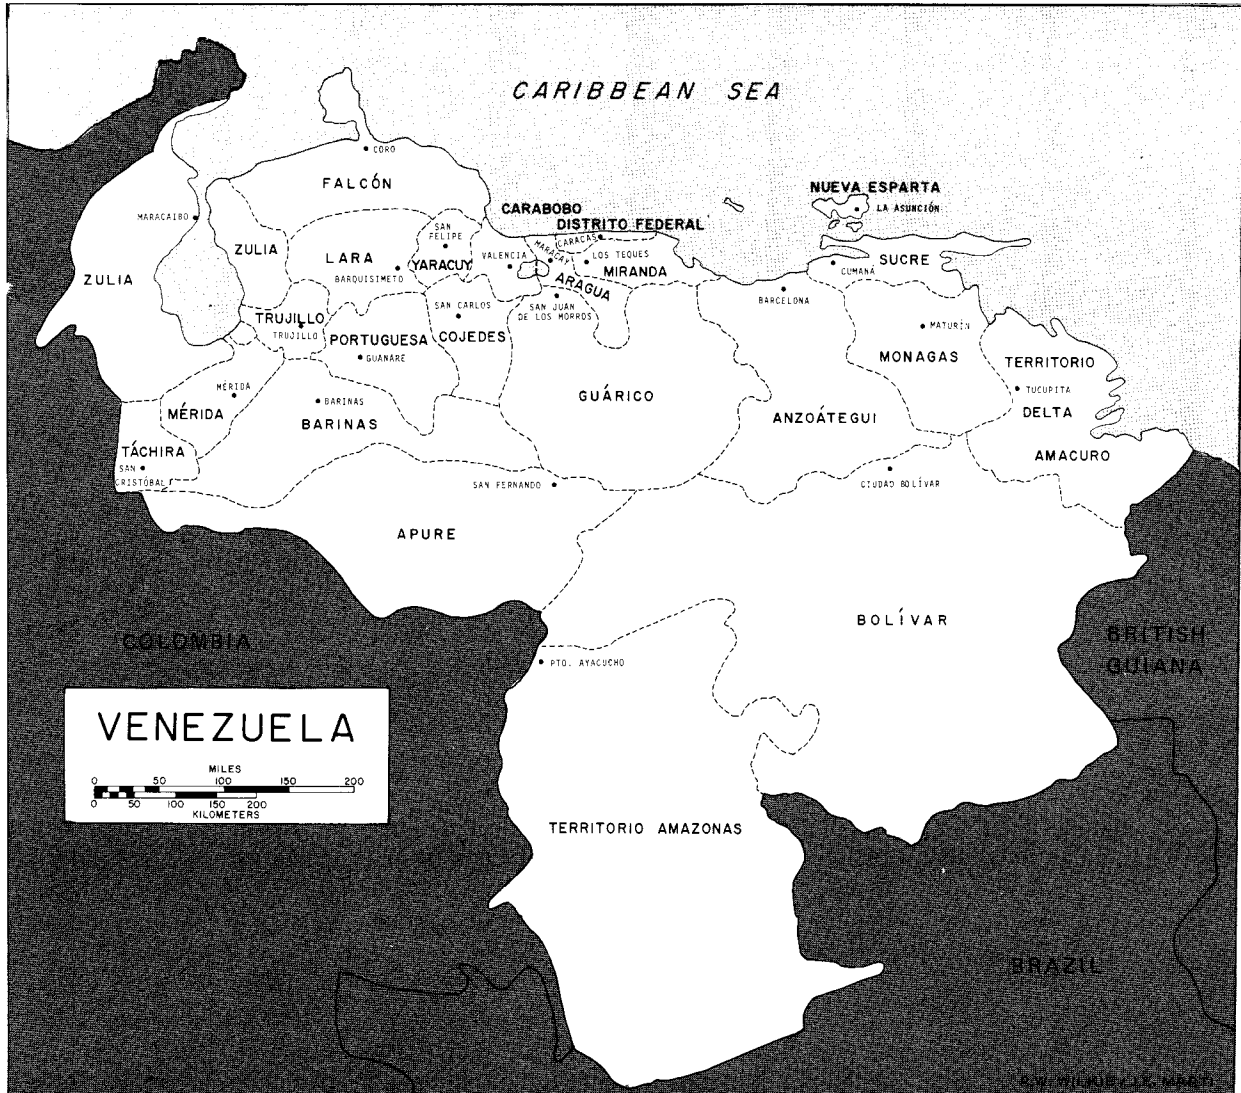 CARIBBEAN SEA
CORO
FALCÓN
NUEVA ESPARTA
LA ASUNCIÓN
MARACAIBO
CARABOBO
DISTRITO FEDERAL
SAN
FELIPE
CARACAS
MARACAY
ZULIA
ZULIA
LARA
YARACUY
VALENCIA
LOS TEQUES
MIRANDA
SUCRE
CUMANÁ
BARQUISIMETO
ARAGUA
BARCELONA
SAN CARLOS
SAN JUAN
DE LOS MORROS
TRUJILLO
TRUJILLO
PORTUGUESA
COJEDES
GUANARE
MATURÍN
MONAGAS
TERRITORIO
TUCUPITA
DELTA
AMACURO
MÉRIDA
MÉRIDA
BARINAS
BARINAS
GUÁRICO
ANZOÁTEGUI
TÁCHIRA
SAN
CRISTÓBAL
SAN FERNANDO
CIUDAD BOLÍVAR
APURE
BOLÍVAR
COLOMBIA
BRITISH
GUIANA
PTO. AYACUCHO
VENEZUELA
MILES
0 50 100 150 200
0 50 100 150 200
KILOMETERS
TERRITORIO AMAZONAS
BRAZIL
R.W. WILKIE / J.R. MARTI